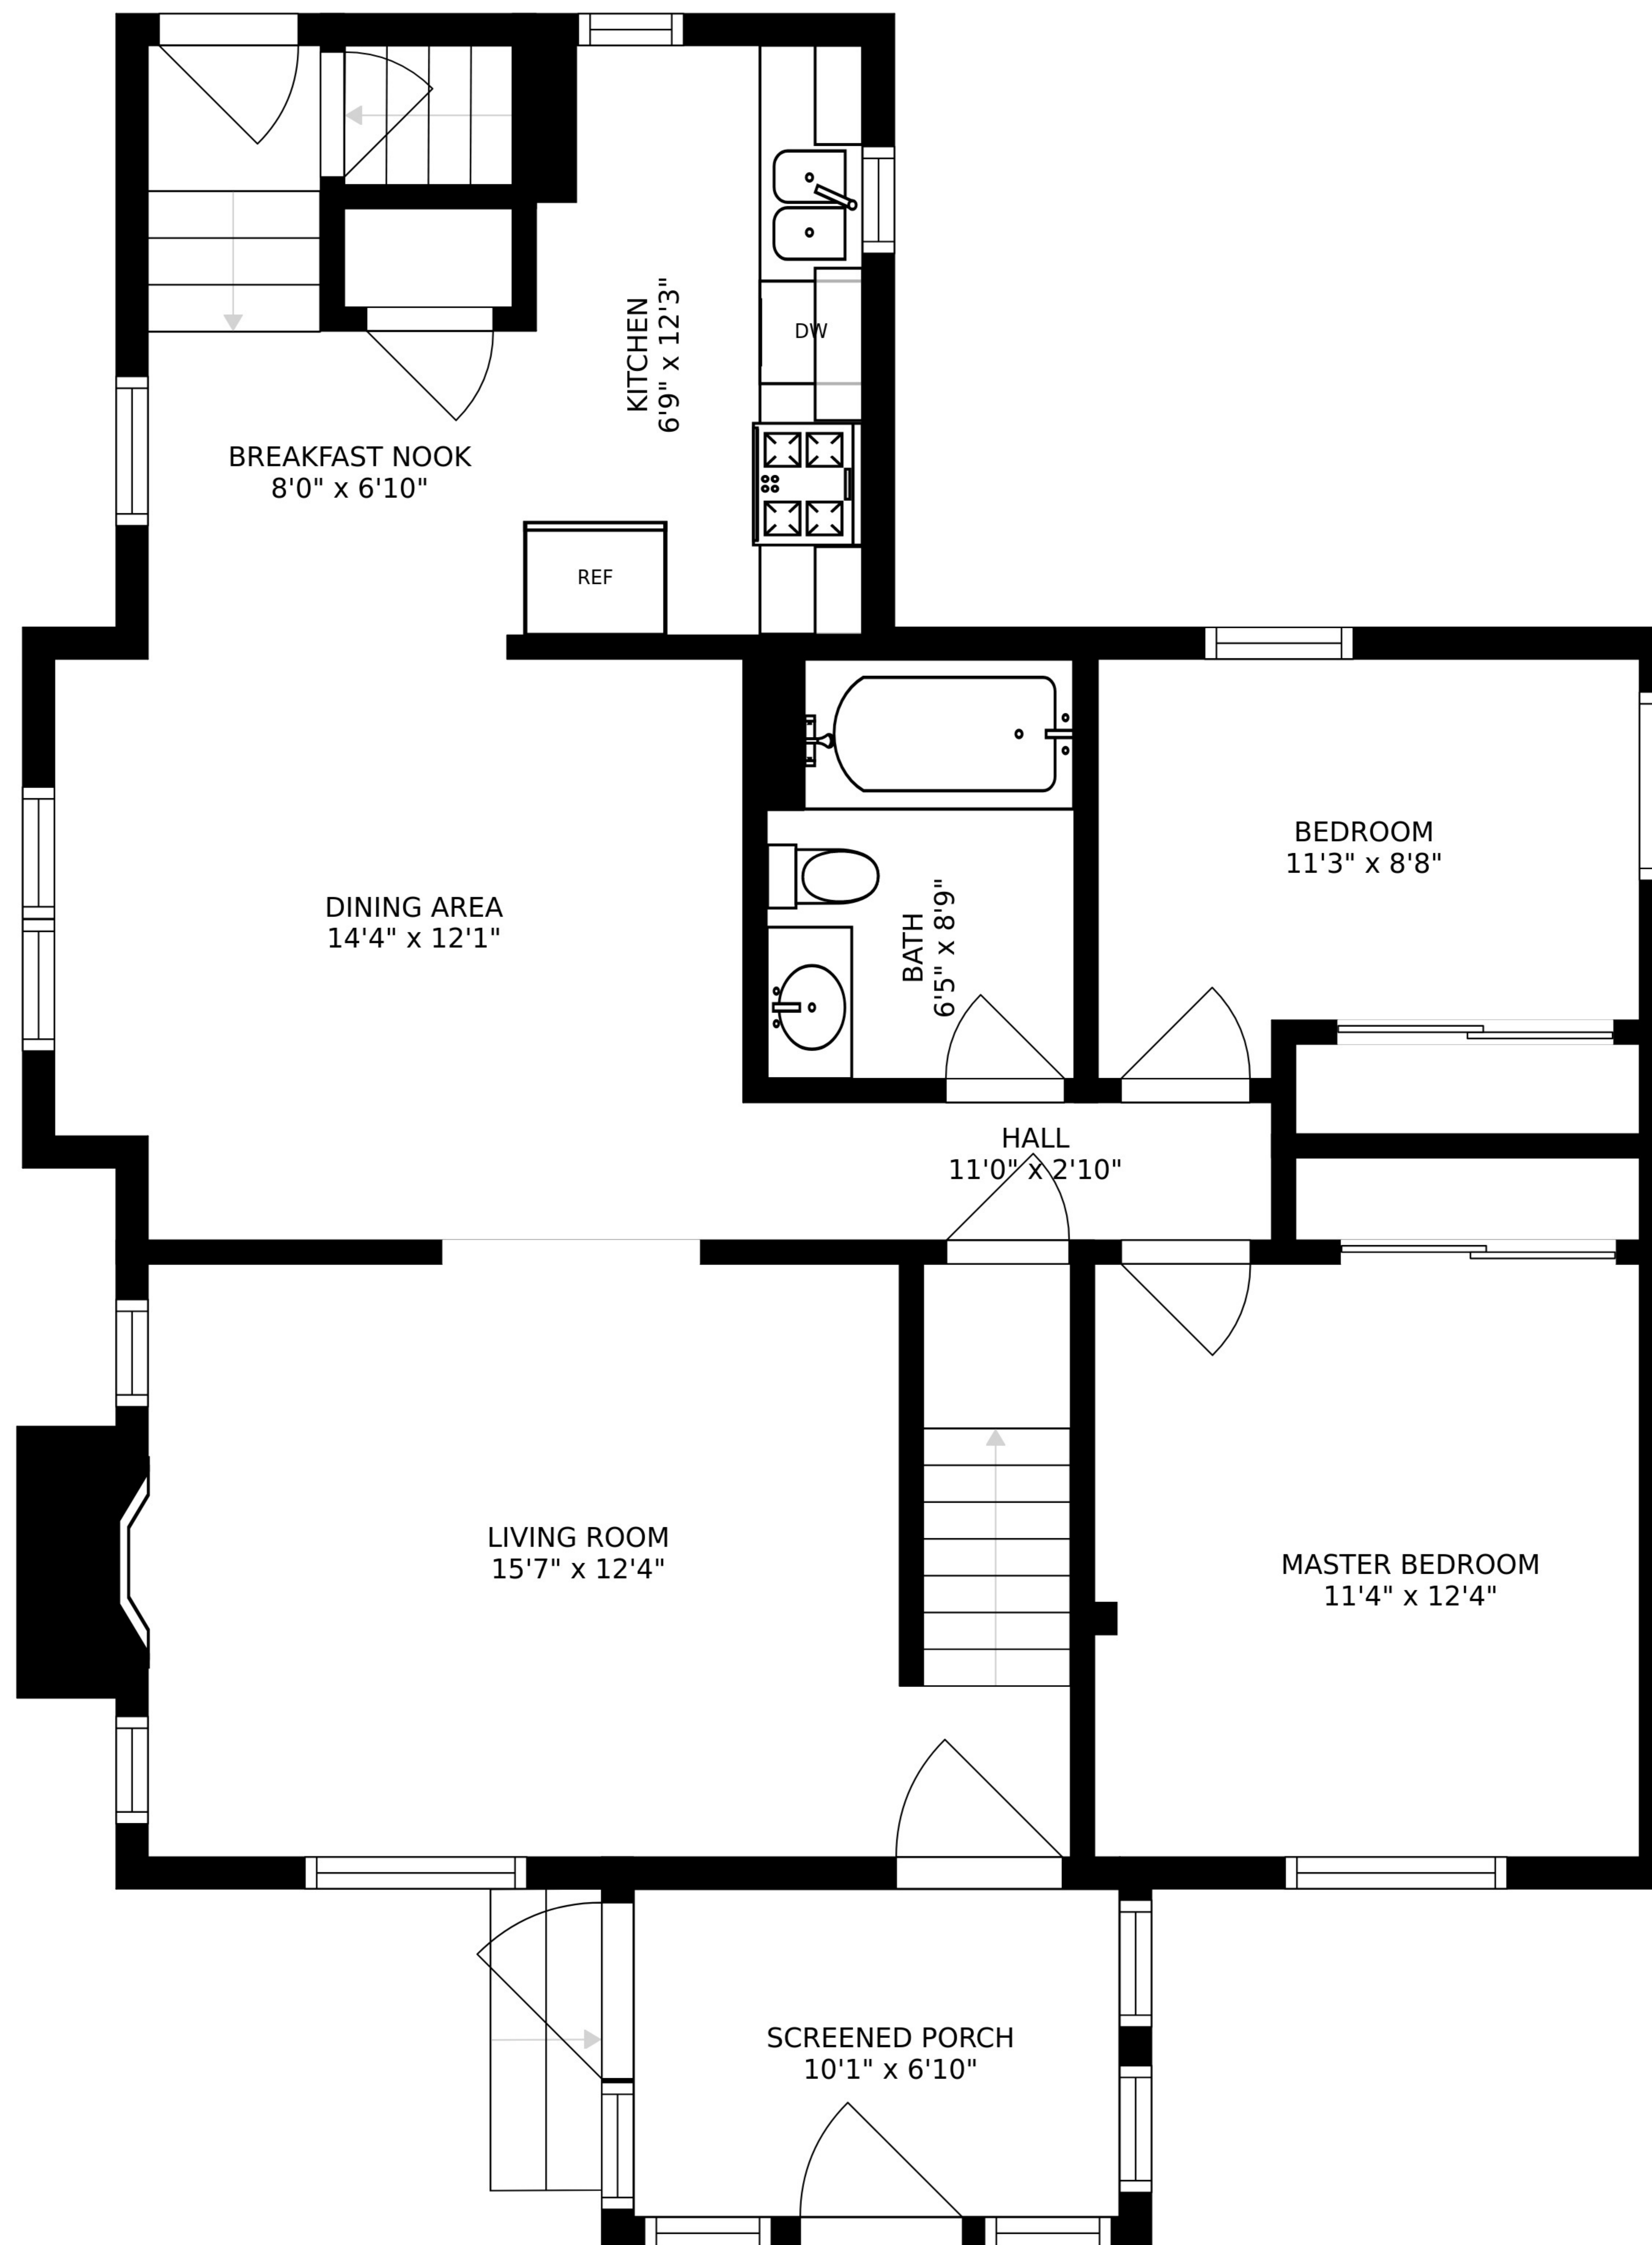 KITCHEN
6'9" x 12'3"
DW
BREAKFAST NOOK
8'0" x 6'10"
REF
BEDROOM
11'3" x 8'8"
DINING AREA
14'4" x 12'1"
BATH
6'5" x 8'9"
HALL
11'0" x 2'10"
LIVING ROOM
15'7" x 12'4"
MASTER BEDROOM
11'4" x 12'4"
SCREENED PORCH
10'1" x 6'10"